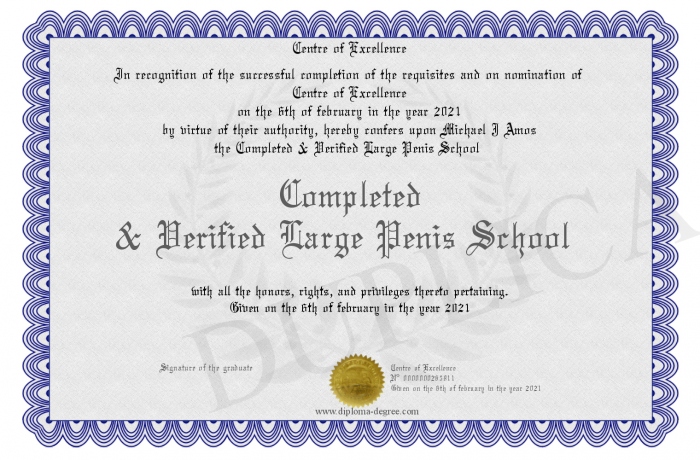 Centre of Excellence
In recognition of the successful completion of the requisites and on nomination of
Centre of Excellence
on the 6th of february in the year 2021
by virtue of their authority, hereby confers upon Michael J Amos
the Completed & Verified Large Penis School
Completed
& Verified Large Penis School
with all the honors, rights, and privileges thereto pertaining.
Given on the 6th of february in the year 2021
Signature of the graduate
Centre of Excellence
Given on the 6th of february in the year 2021
www.diploma-degree.com
DUPLICA